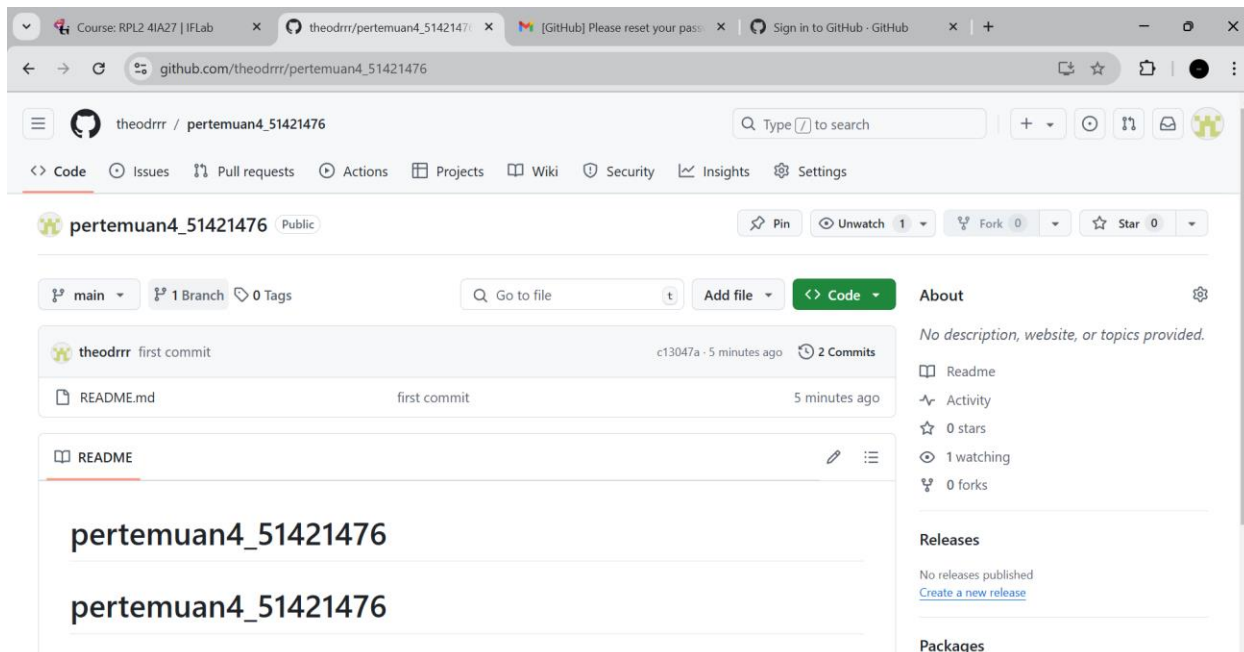 Course: RPL2 4IA27 | IFLab
theodrrr/pertemuan4_5142147
[GitHub] Please reset your pass
Sign in to GitHub · GitHub
github.com/theodrrr/pertemuan4_51421476
theodrrr / pertemuan4_51421476
Type / to search
Code Issues Pull requests Actions Projects Wiki Security Insights Settings
pertemuan4_51421476 Public
Pin Unwatch 1 Fork 0 Star 0
main 1 Branch 0 Tags Go to file t Add file Code
About
No description, website, or topics provided.
theodrrr first commit c13047a · 5 minutes ago 2 Commits
README.md first commit 5 minutes ago
Readme
Activity
0 stars
1 watching
0 forks
README
pertemuan4_51421476
pertemuan4_51421476
Releases
No releases published
Create a new release
Packages